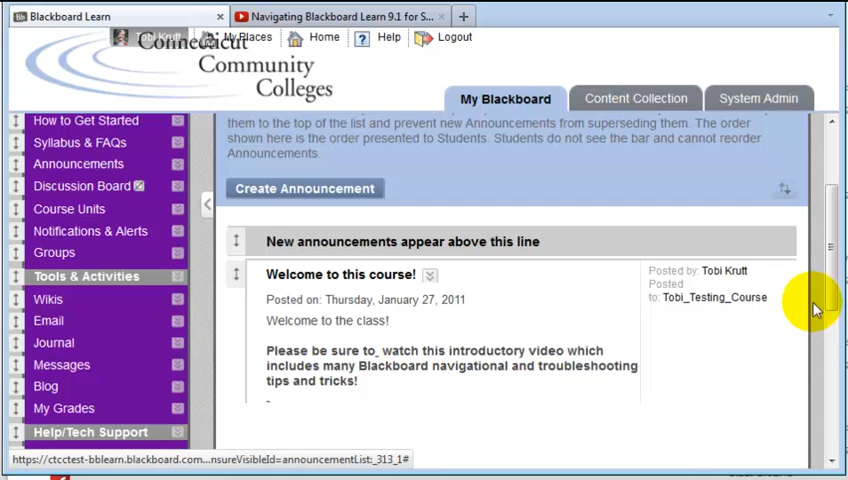 Blackboard Learn
Navigating Blackboard Learn 9.1 for S...
Tobi Krutt
My Places
Home
Help
Logout
Connecticut
Community
Colleges
My Blackboard
Content Collection
System Admin
How to Get Started
Syllabus & FAQs
Announcements
Discussion Board
Course Units
Notifications & Alerts
Groups
Tools & Activities
Wikis
Email
Journal
Messages
Blog
My Grades
Help/Tech Support
them to the top of the list and prevent new Announcements from superseding them. The order
shown here is the order presented to Students. Students do not see the bar and cannot reorder
Announcements.
Create Announcement
New announcements appear above this line
Welcome to this course!
Posted on: Thursday, January 27, 2011
Welcome to the class!
Please be sure to watch this introductory video which
includes many Blackboard navigational and troubleshooting
tips and tricks!
Posted by: Tobi Krutt
Posted
to: Tobi_Testing_Course
https://ctcctest-bblearn.blackboard.com...nsureVisibleId=announcementList:_313_1#